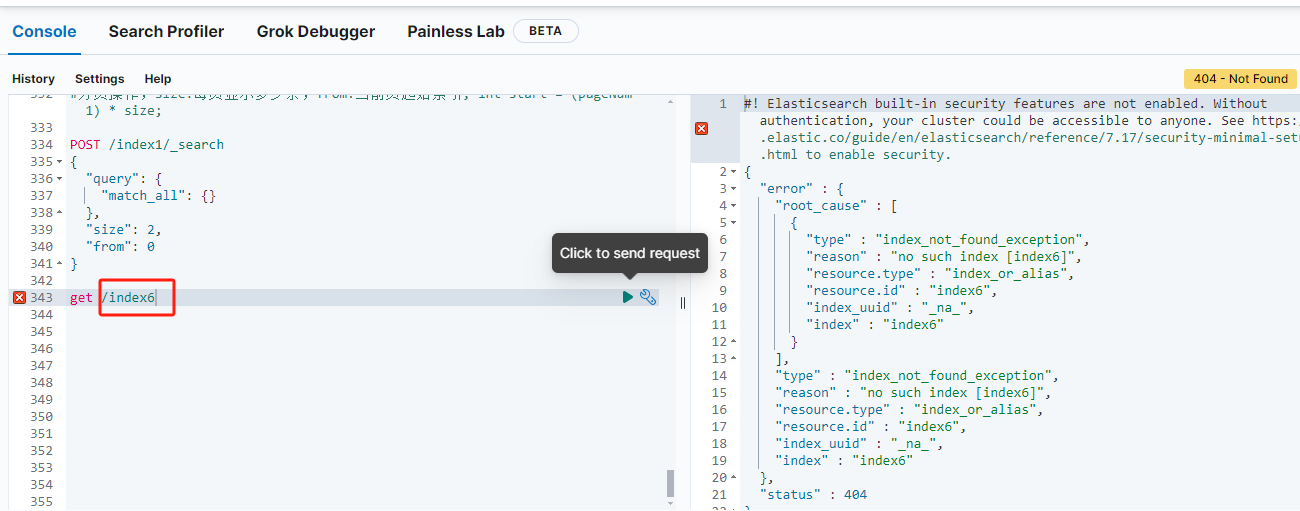 Console Search Profiler Grok Debugger Painless Lab BETA
History Settings Help
404 - Not Found
1) * size;
333
334 POST /index1/_search
335 {
336 "query": {
337 "match_all": {}
338 },
339 "size": 2,
340 "from": 0
341 }
342
343 get /index6
344
345
346
347
348
349
350
351
352
353
354
355
Click to send request
1 #! Elasticsearch built-in security features are not enabled. Without
authentication, your cluster could be accessible to anyone. See https:
.elastic.co/guide/en/elasticsearch/reference/7.17/security-minimal-set
.html to enable security.
2 {
3 "error" : {
4 "root_cause" : [
5 {
6 "type" : "index_not_found_exception",
7 "reason" : "no such index [index6]",
8 "resource.type" : "index_or_alias",
9 "resource.id" : "index6",
10 "index_uuid" : "_na_",
11 "index" : "index6"
12 }
13 ],
14 "type" : "index_not_found_exception",
15 "reason" : "no such index [index6]",
16 "resource.type" : "index_or_alias",
17 "resource.id" : "index6",
18 "index_uuid" : "_na_",
19 "index" : "index6"
20 },
21 "status" : 404